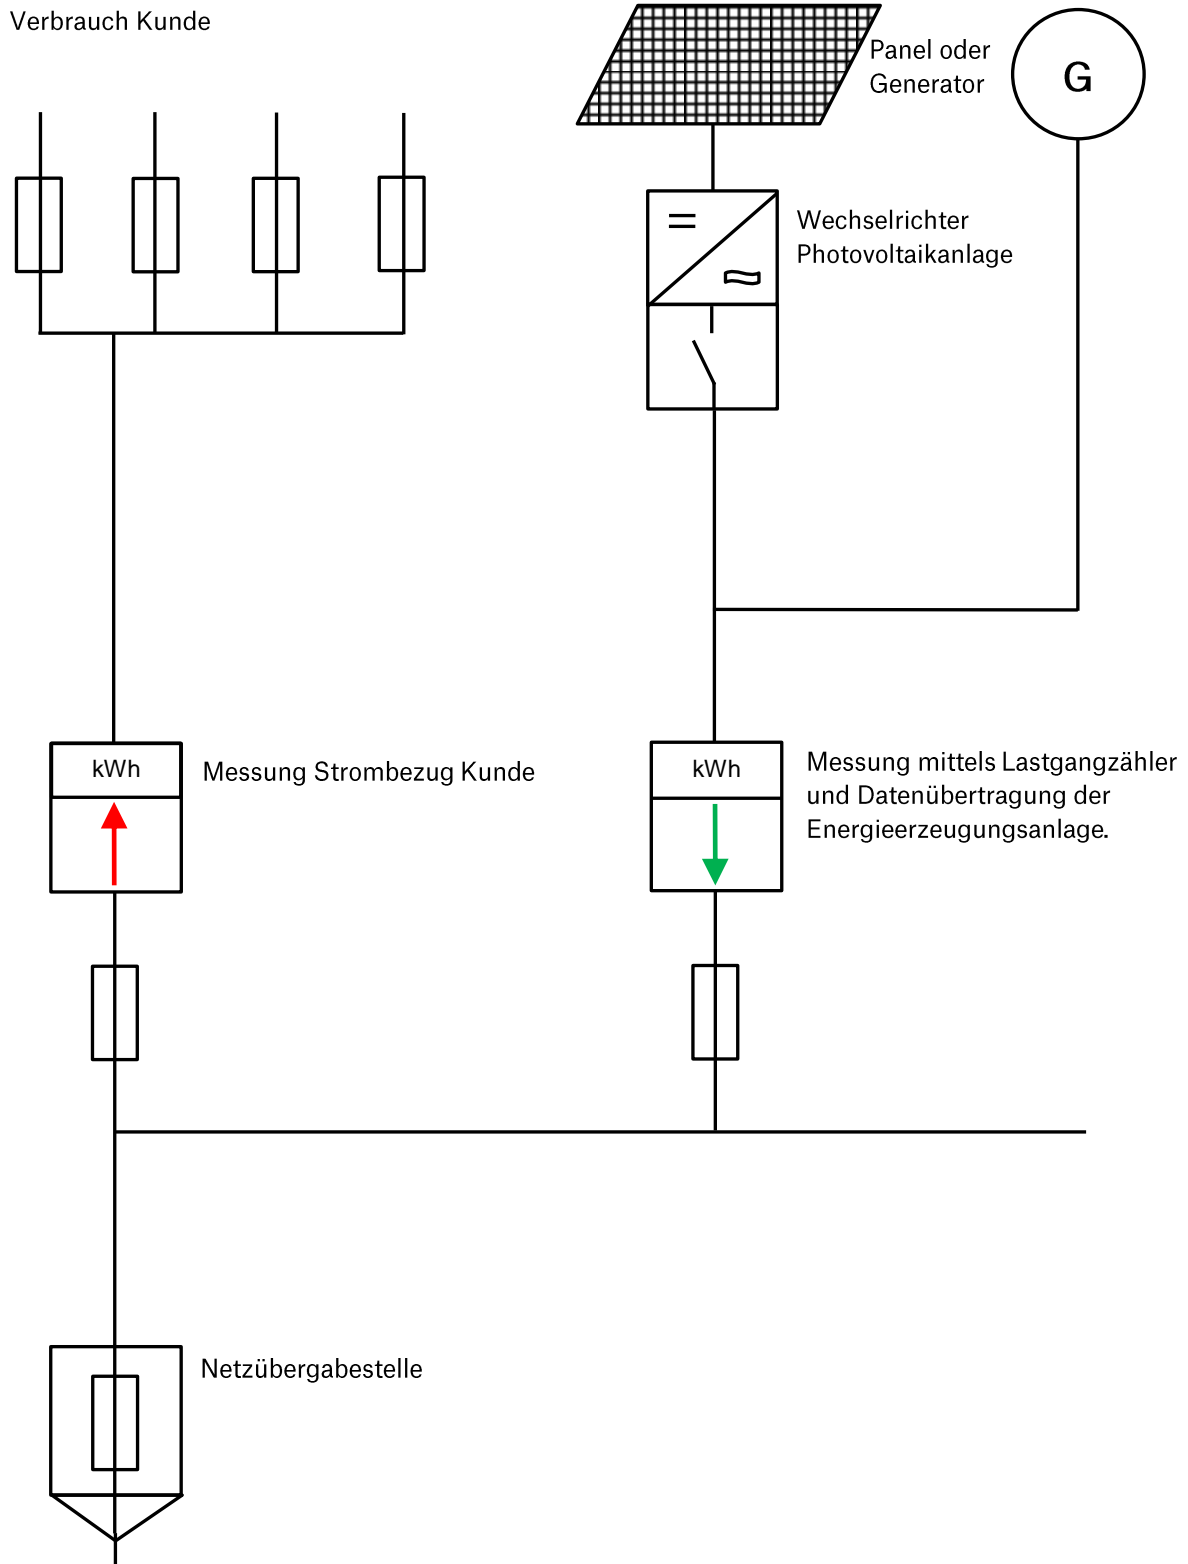 Verbrauch Kunde
Panel oder
Generator
G
Wechselrichter
Photovoltaikanlage
kWh
Messung Strombezug Kunde
kWh
Messung mittels Lastgangzähler
und Datenübertragung der
Energieerzeugungsanlage.
Netzübergabestelle